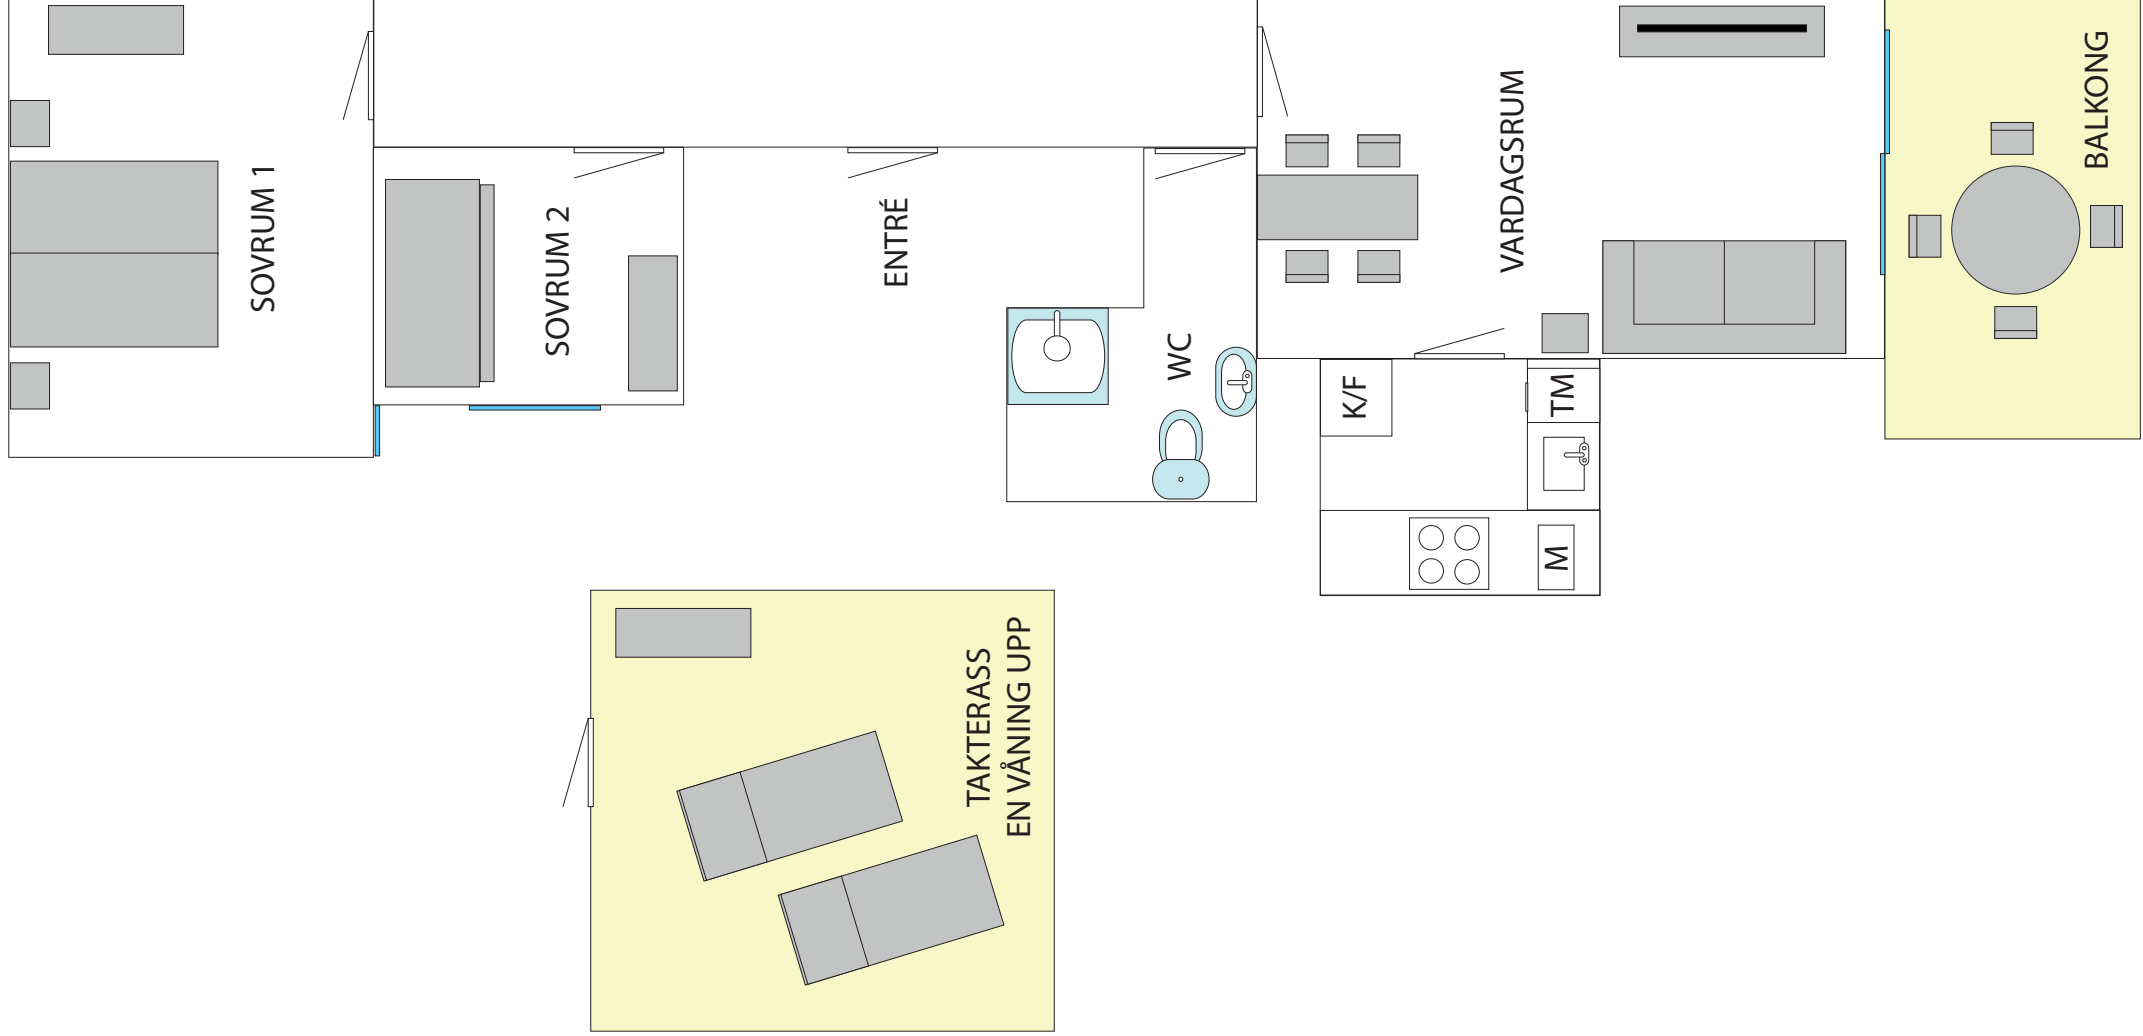 SOVRUM 1
SOVRUM 2
ENTRÉ
WC
VARDAGSRUM
BALKONG
K/F
TM
M
TAKTERASS
EN VÅNING UPP